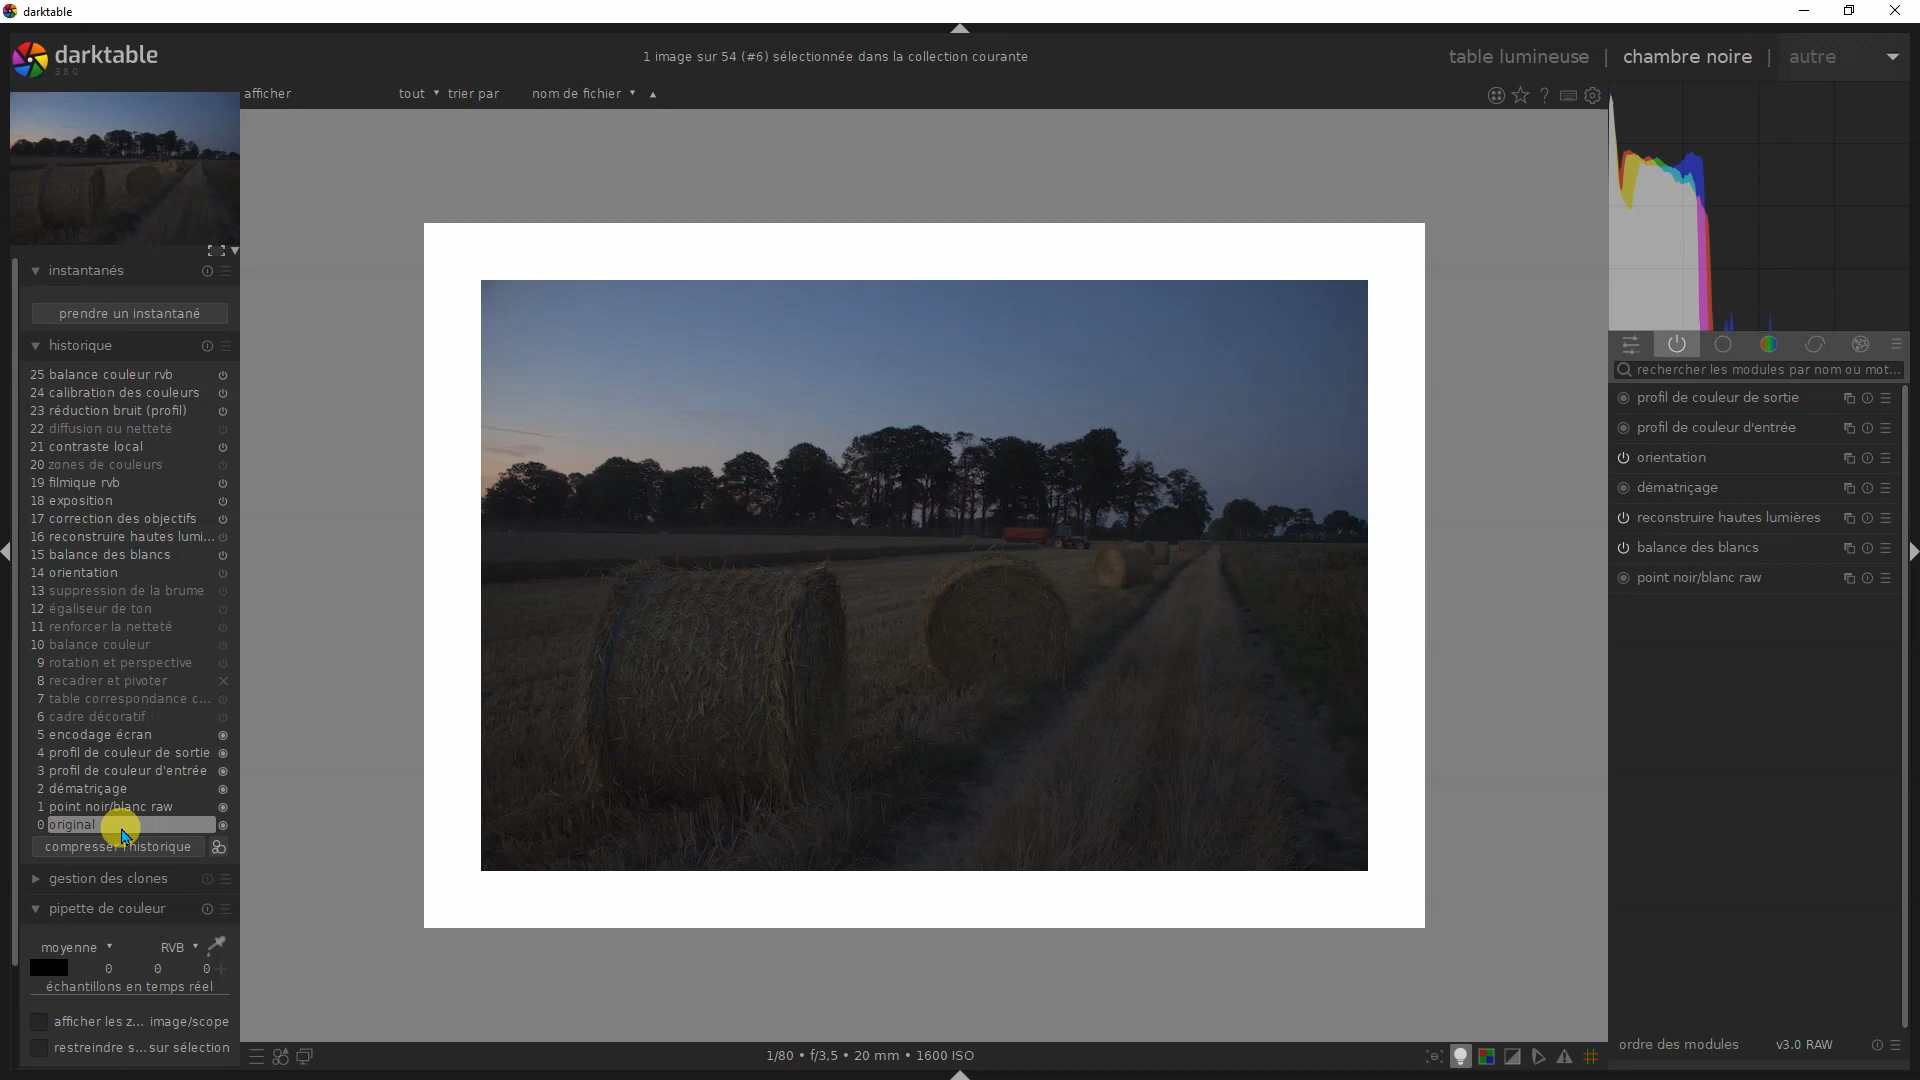 darktable
darktable
3.8.0
1 image sur 54 (#6) sélectionnée dans la collection courante
table lumineuse | chambre noire | autre
afficher tout trier par nom de fichier
instantanés
prendre un instantané
historique
25 balance couleur rvb
24 calibration des couleurs
23 réduction bruit (profil)
22 diffusion ou netteté
21 contraste local
20 zones de couleurs
19 filmique rvb
18 exposition
17 correction des objectifs
16 reconstruire hautes lumi...
15 balance des blancs
14 orientation
13 suppression de la brume
12 égaliseur de ton
11 renforcer la netteté
10 balance couleur
9 rotation et perspective
8 recadrer et pivoter
7 table correspondance c...
6 cadre décoratif
5 encodage écran
4 profil de couleur de sortie
3 profil de couleur d'entrée
2 dématriçage
1 point noir/blanc raw
0 original
compresser l'historique
gestion des clones
pipette de couleur
moyenne RVB
0 0 0
échantillons en temps réel
afficher les z... image/scope
restreindre s...sur sélection
1/80 • f/3,5 • 20 mm • 1600 ISO
rechercher les modules par nom ou mot...
profil de couleur de sortie
profil de couleur d'entrée
orientation
dématriçage
reconstruire hautes lumières
balance des blancs
point noir/blanc raw
ordre des modules v3.0 RAW